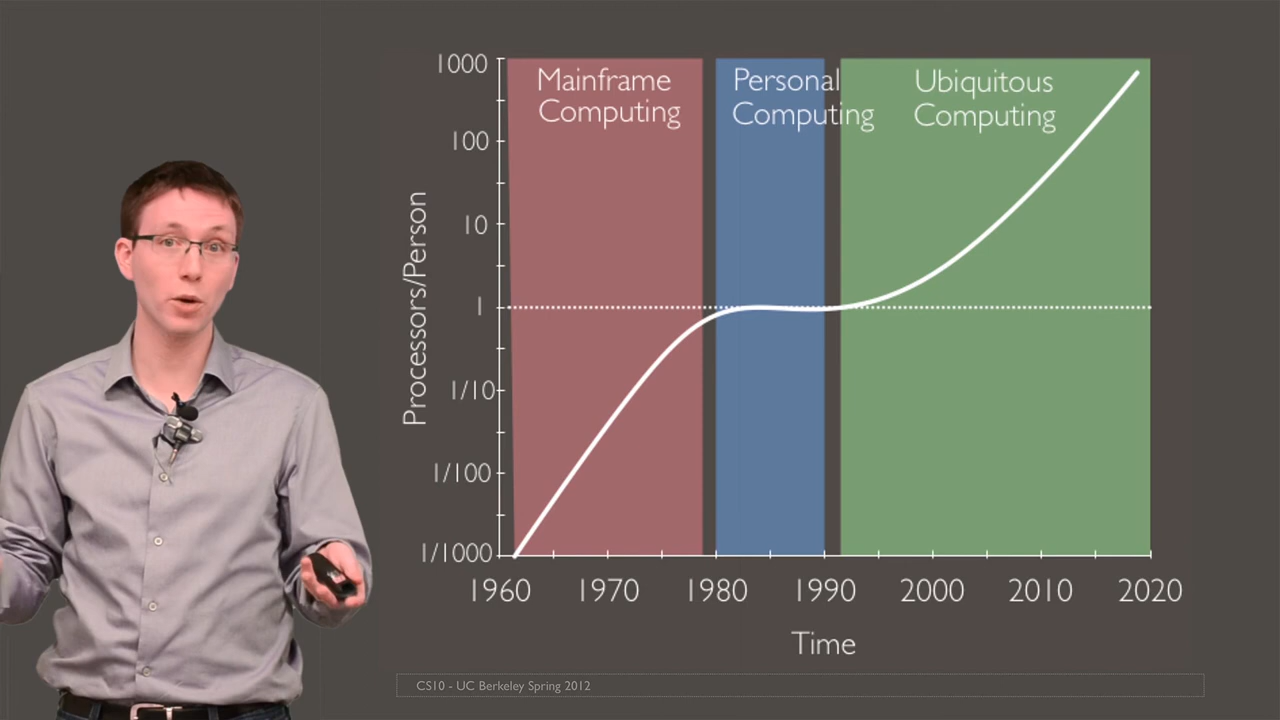 1000
100
10
1
1/10
1/100
1/1000
Processors/Person
Mainframe
Computing
Personal
Computing
Ubiquitous
Computing
1960 1970 1980 1990 2000 2010 2020
Time
CS10 - UC Berkeley Spring 2012